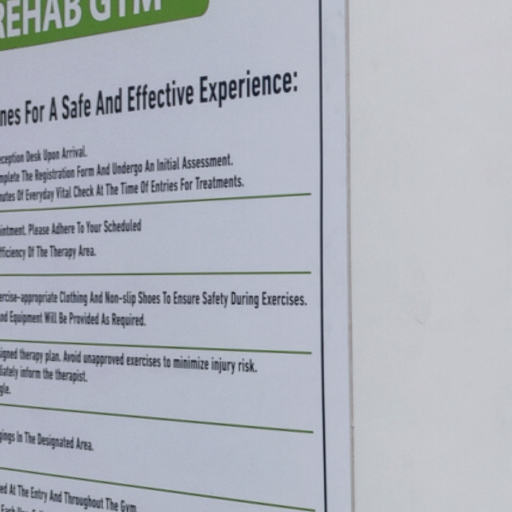 REHAB GYM
nes For A Safe And Effective Experience:
ception Desk Upon Arrival.
mplete The Registration Form And Undergo An Initial Assessment.
nutes Of Everyday Vital Check At The Time Of Entries For Treatments.
intment. Please Adhere To Your Scheduled
fficiency Of The Therapy Area.
ercise-appropriate Clothing And Non-slip Shoes To Ensure Safety During Exercises.
nd Equipment Will Be Provided As Required.
igned therapy plan. Avoid unapproved exercises to minimize injury risk.
diately inform the therapist.
gle.
gings In The Designated Area.
ed At The Entry And Throughout The Gym